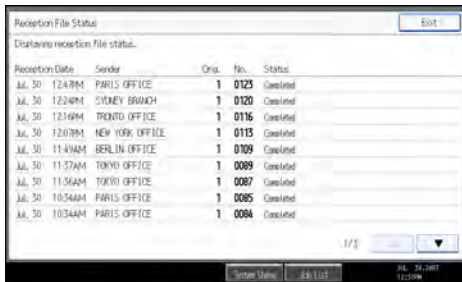 Reception File Status
Exit
Displaying reception file status.
Reception Date Sender Orig. No. Status
JUL. 30 12:47PM PARIS OFFICE 1 0123 Completed
JUL. 30 12:24PM SYDNEY BRANCH 1 0120 Completed
JUL. 30 12:16PM TRONTO OFFICE 1 0116 Completed
JUL. 30 12:07PM NEW YORK OFFICE 1 0113 Completed
JUL. 30 11:49AM BERLIN OFFICE 1 0109 Completed
JUL. 30 11:37AM TOKYO OFFICE 1 0089 Completed
JUL. 30 11:56AM TOKYO OFFICE 1 0087 Completed
JUL. 30 10:54AM PARIS OFFICE 1 0085 Completed
JUL. 30 10:34AM PARIS OFFICE 1 0084 Completed
System Status Job List
JUL. 30,2007